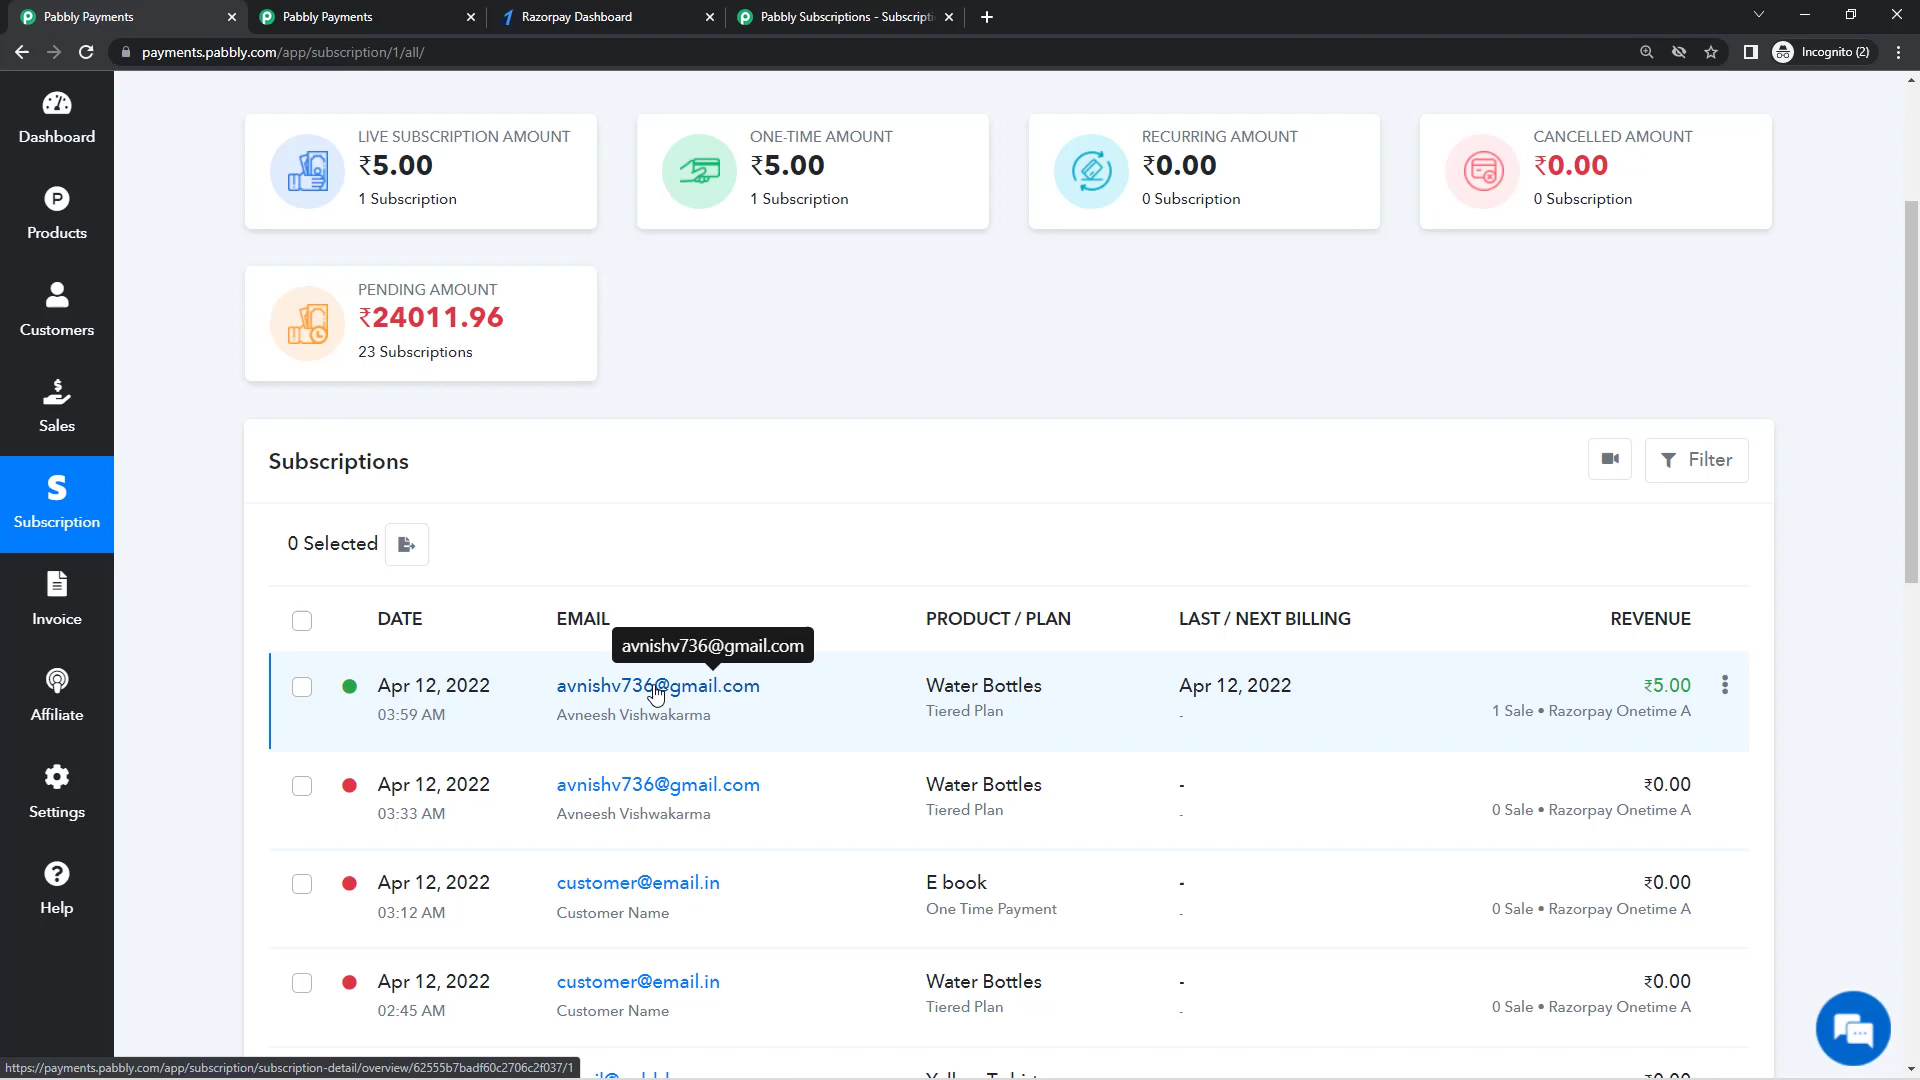 Pabbly Payments
Pabbly Payments
Razorpay Dashboard
Pabbly Subscriptions - Subscripti
payments.pabbly.com/app/subscription/1/all/
Incognito (2)
Dashboard
Products
Customers
Sales
Subscription
Invoice
Affiliate
Settings
Help
LIVE SUBSCRIPTION AMOUNT
₹5.00
1 Subscription
ONE-TIME AMOUNT
₹5.00
1 Subscription
RECURRING AMOUNT
₹0.00
0 Subscription
CANCELLED AMOUNT
₹0.00
0 Subscription
PENDING AMOUNT
₹24011.96
23 Subscriptions
Subscriptions
Filter
0 Selected
DATE EMAIL PRODUCT / PLAN LAST / NEXT BILLING REVENUE
avnishv736@gmail.com
Apr 12, 2022 avnishv736@gmail.com Water Bottles Apr 12, 2022 ₹5.00
03:59 AM Avneesh Vishwakarma Tiered Plan - 1 Sale • Razorpay Onetime A
Apr 12, 2022 avnishv736@gmail.com Water Bottles - ₹0.00
03:33 AM Avneesh Vishwakarma Tiered Plan - 0 Sale • Razorpay Onetime A
Apr 12, 2022 customer@email.in E book - ₹0.00
03:12 AM Customer Name One Time Payment - 0 Sale • Razorpay Onetime A
Apr 12, 2022 customer@email.in Water Bottles - ₹0.00
02:45 AM Customer Name Tiered Plan - 0 Sale • Razorpay Onetime A
https://payments.pabbly.com/app/subscription/subscription-detail/overview/62555b7badf60c2706c2f037/1